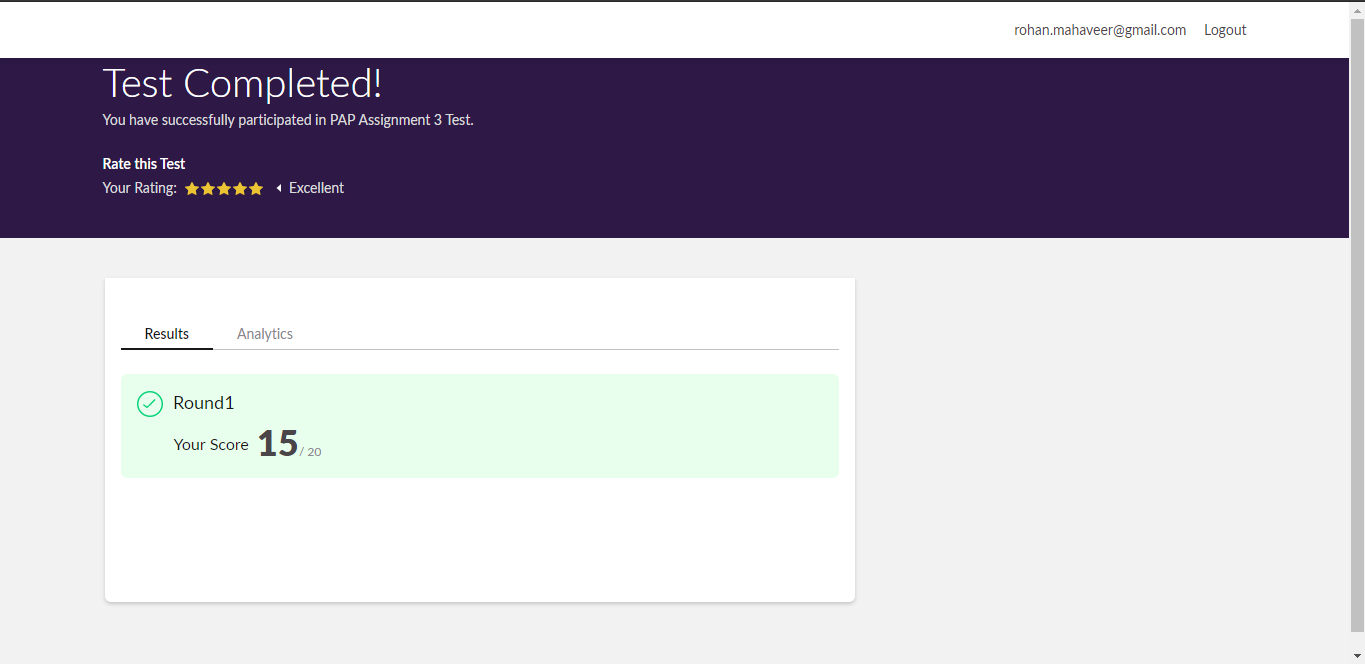 rohan.mahaveer@gmail.com Logout
Test Completed!
You have successfully participated in PAP Assignment 3 Test.
Rate this Test
Your Rating: Excellent
Results Analytics
Round1
Your Score 15 / 20